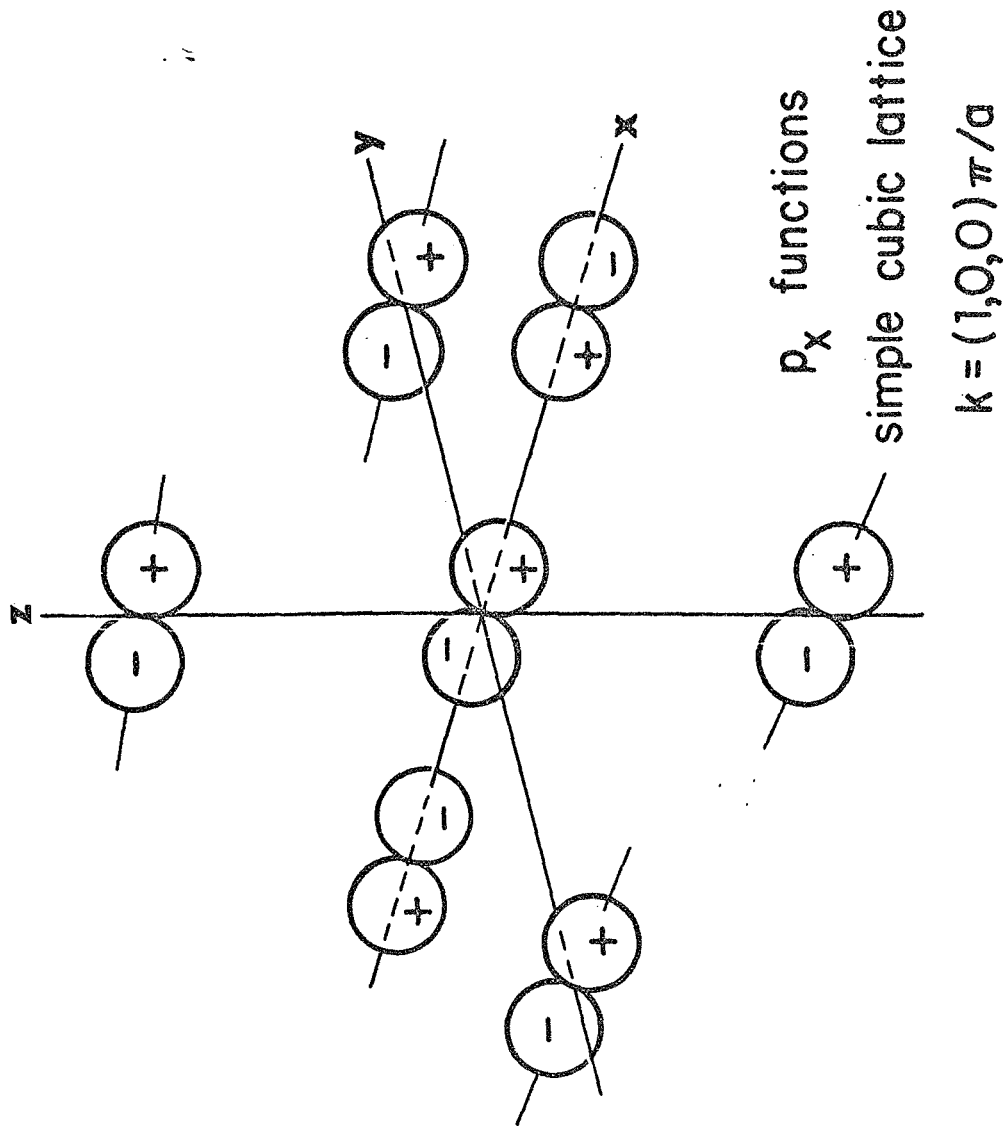 z
− +
y
− +
+ −
− +
+ −
x
− +
− +
pₓ functions
simple cubic lattice
k = (1,0,0) π/a